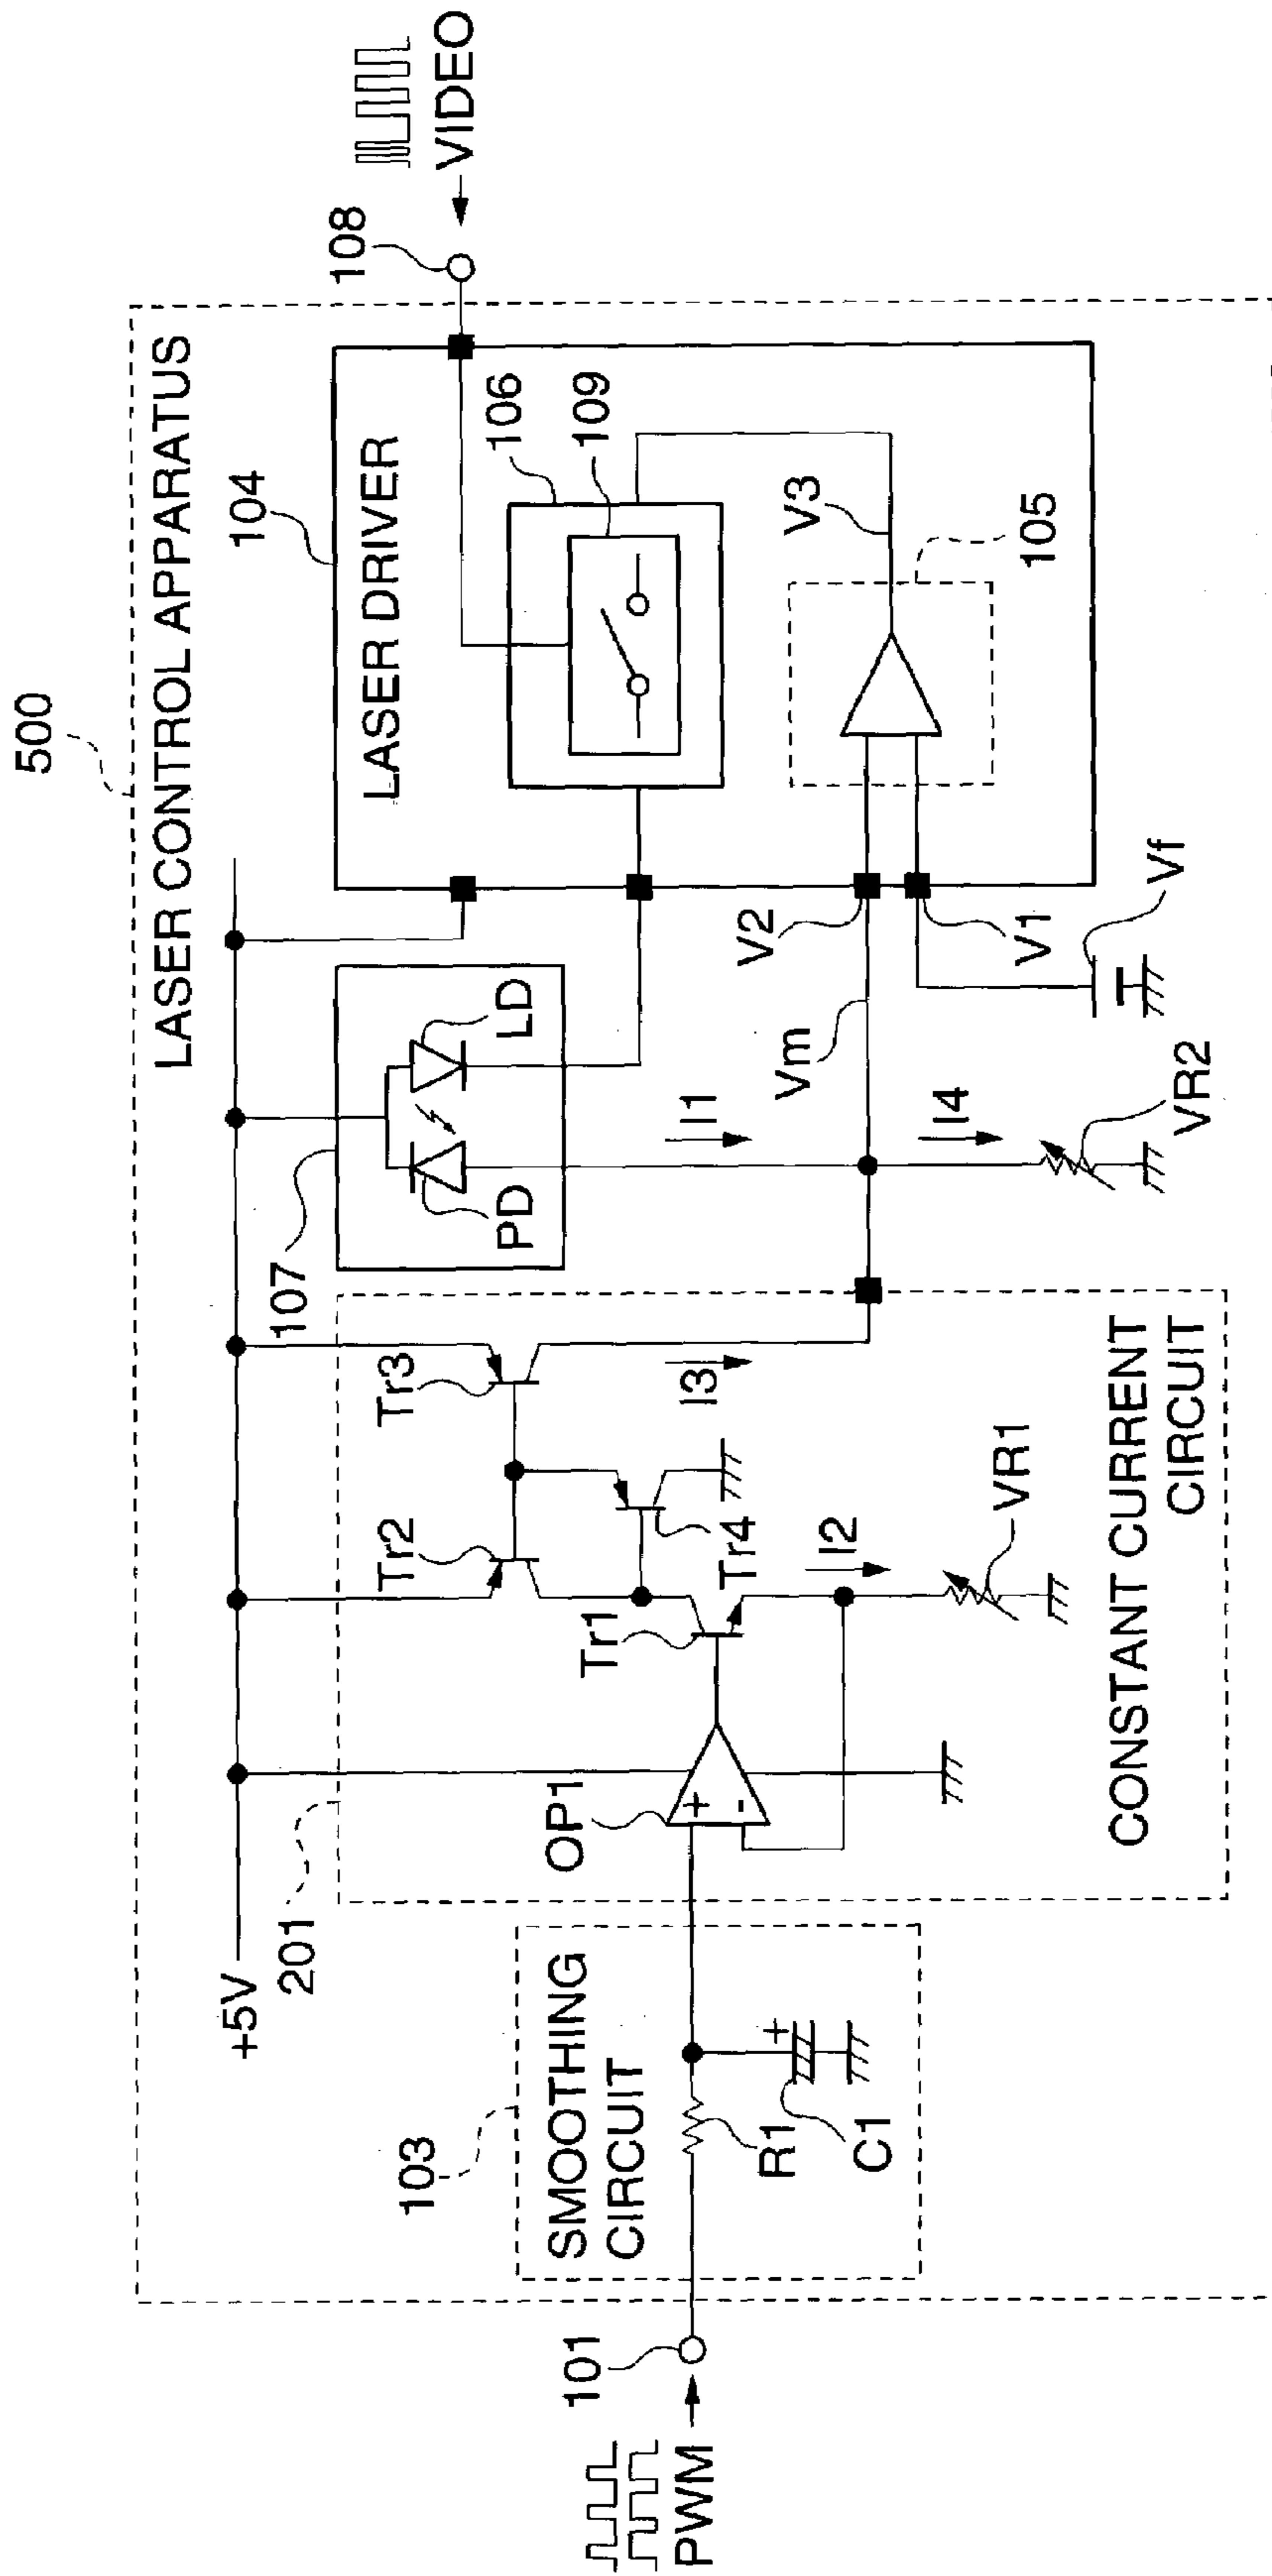 500
LASER CONTROL APPARATUS
+5V
201
107
PD
LD
104
LASER DRIVER
106
109
108
VIDEO
103
SMOOTHING
CIRCUIT
R1
C1
+
101
PWM
OP1
+
-
Tr1
Tr2
Tr3
Tr4
I2
VR1
I3
CONSTANT CURRENT
CIRCUIT
I1
Vm
I4
VR2
V2
V1
Vf
V3
105